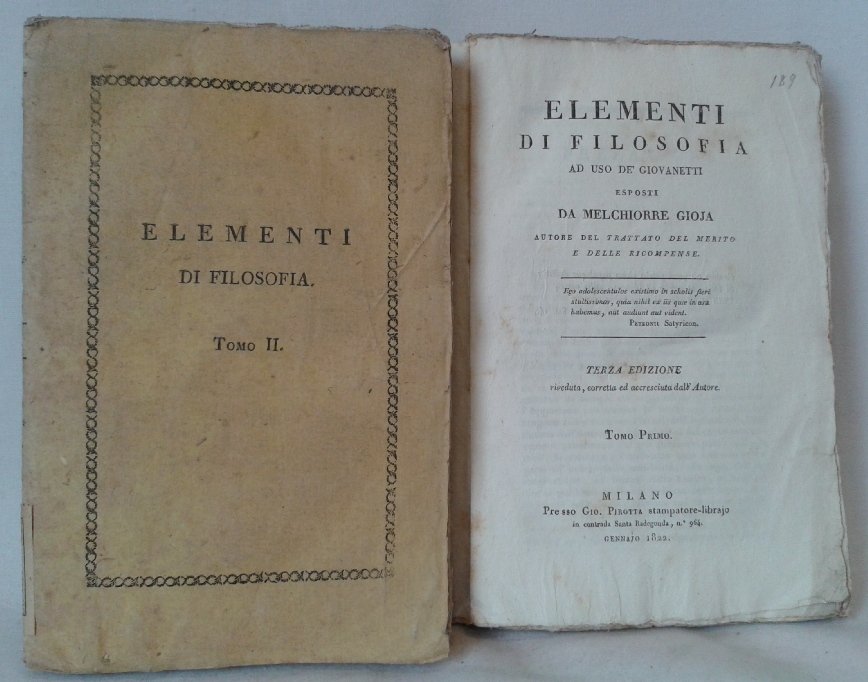 ELEMENTI
DI FILOSOFIA.
TOMO II.
189
ELEMENTI
DI FILOSOFIA
AD USO DE' GIOVANETTI
ESPOSTI
DA MELCHIORRE GIOJA
AUTORE DEL TRATTATO DEL MERITO
E DELLE RICOMPENSE.
Ego adolescentulos existimo in scholis fieri
stultissimos, quia nihil ex iis quæ in usu
habemus, aut audiunt aut vident.
PETRONII Satyricon.
TERZA EDIZIONE
riveduta, corretta ed accresciuta dall' Autore.
TOMO PRIMO.
MILANO
Presso GIO. PIROTTA stampatore-librajo
in contrada Santa Radegonda, n.° 964.
GENNAJO 1822.